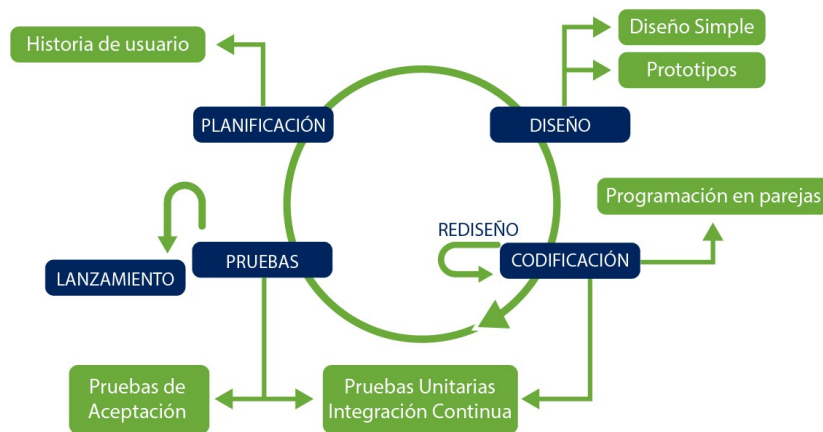 Historia de usuario
Diseño Simple
Prototipos
PLANIFICACIÓN
DISEÑO
Programación en parejas
REDISEÑO
CODIFICACIÓN
PRUEBAS
LANZAMIENTO
Pruebas de
Aceptación
Pruebas Unitarias
Integración Continua